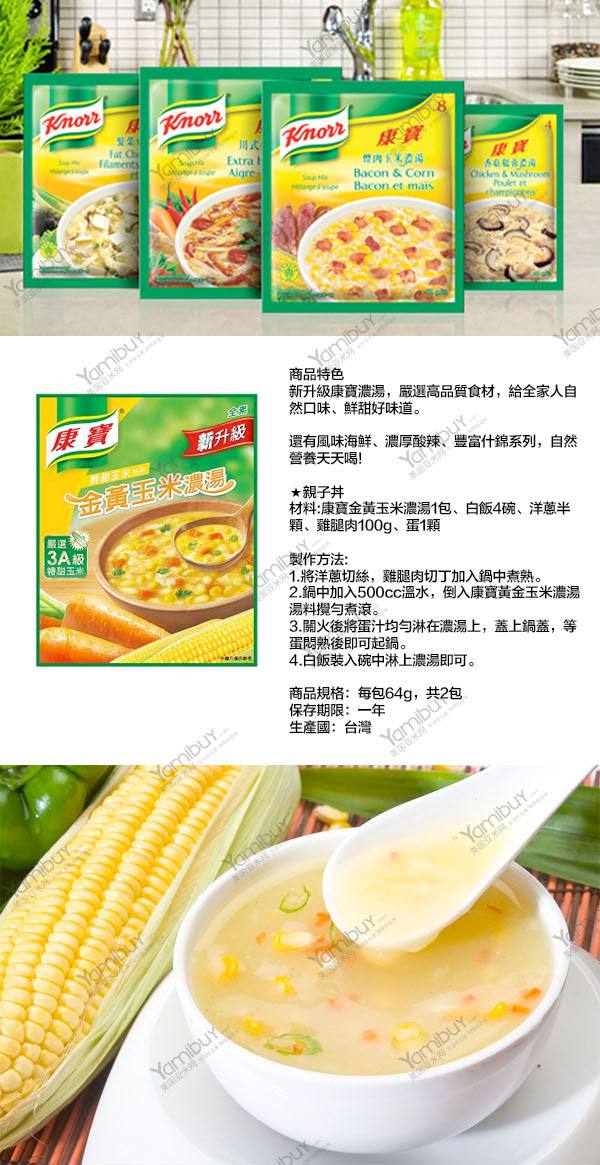 Knorr
Knorr
Knorr
8
4
康
川式
康寶
康寶
Soup Mix
Mélange à soupe
Fat Ch
Filaments
Extra H
Aigre-
燒肉玉米濃湯
Bacon & Corn
Bacon et maïs
香菇雞蓉濃湯
Chicken & Mushroom
Poulet et
champignons
Yamibuy.com
美国亚米网
商品特色
新升級康寶濃湯，嚴選高品質食材，給全家人自
然口味、鮮甜好味道。
還有風味海鮮、濃厚酸辣、豐富什錦系列，自然
營養天天喝!
★親子丼
材料:康寶金黃玉米濃湯1包、白飯4碗、洋蔥半
顆、雞腿肉100g、蛋1顆
製作方法:
1.將洋蔥切絲，雞腿肉切丁加入鍋中煮熟。
2.鍋中加入500cc溫水，倒入康寶黃金玉米濃湯
湯料攪勻煮滾。
3.關火後將蛋汁均勻淋在濃湯上，蓋上鍋蓋，等
蛋悶熟後即可起鍋。
4.白飯裝入碗中淋上濃湯即可。
商品規格：每包64g，共2包
保存期限：一年
生產國：台灣
康寶
全素
新升級
鮮甜玉米
金黃玉米濃湯
嚴選
3A級
特甜玉米